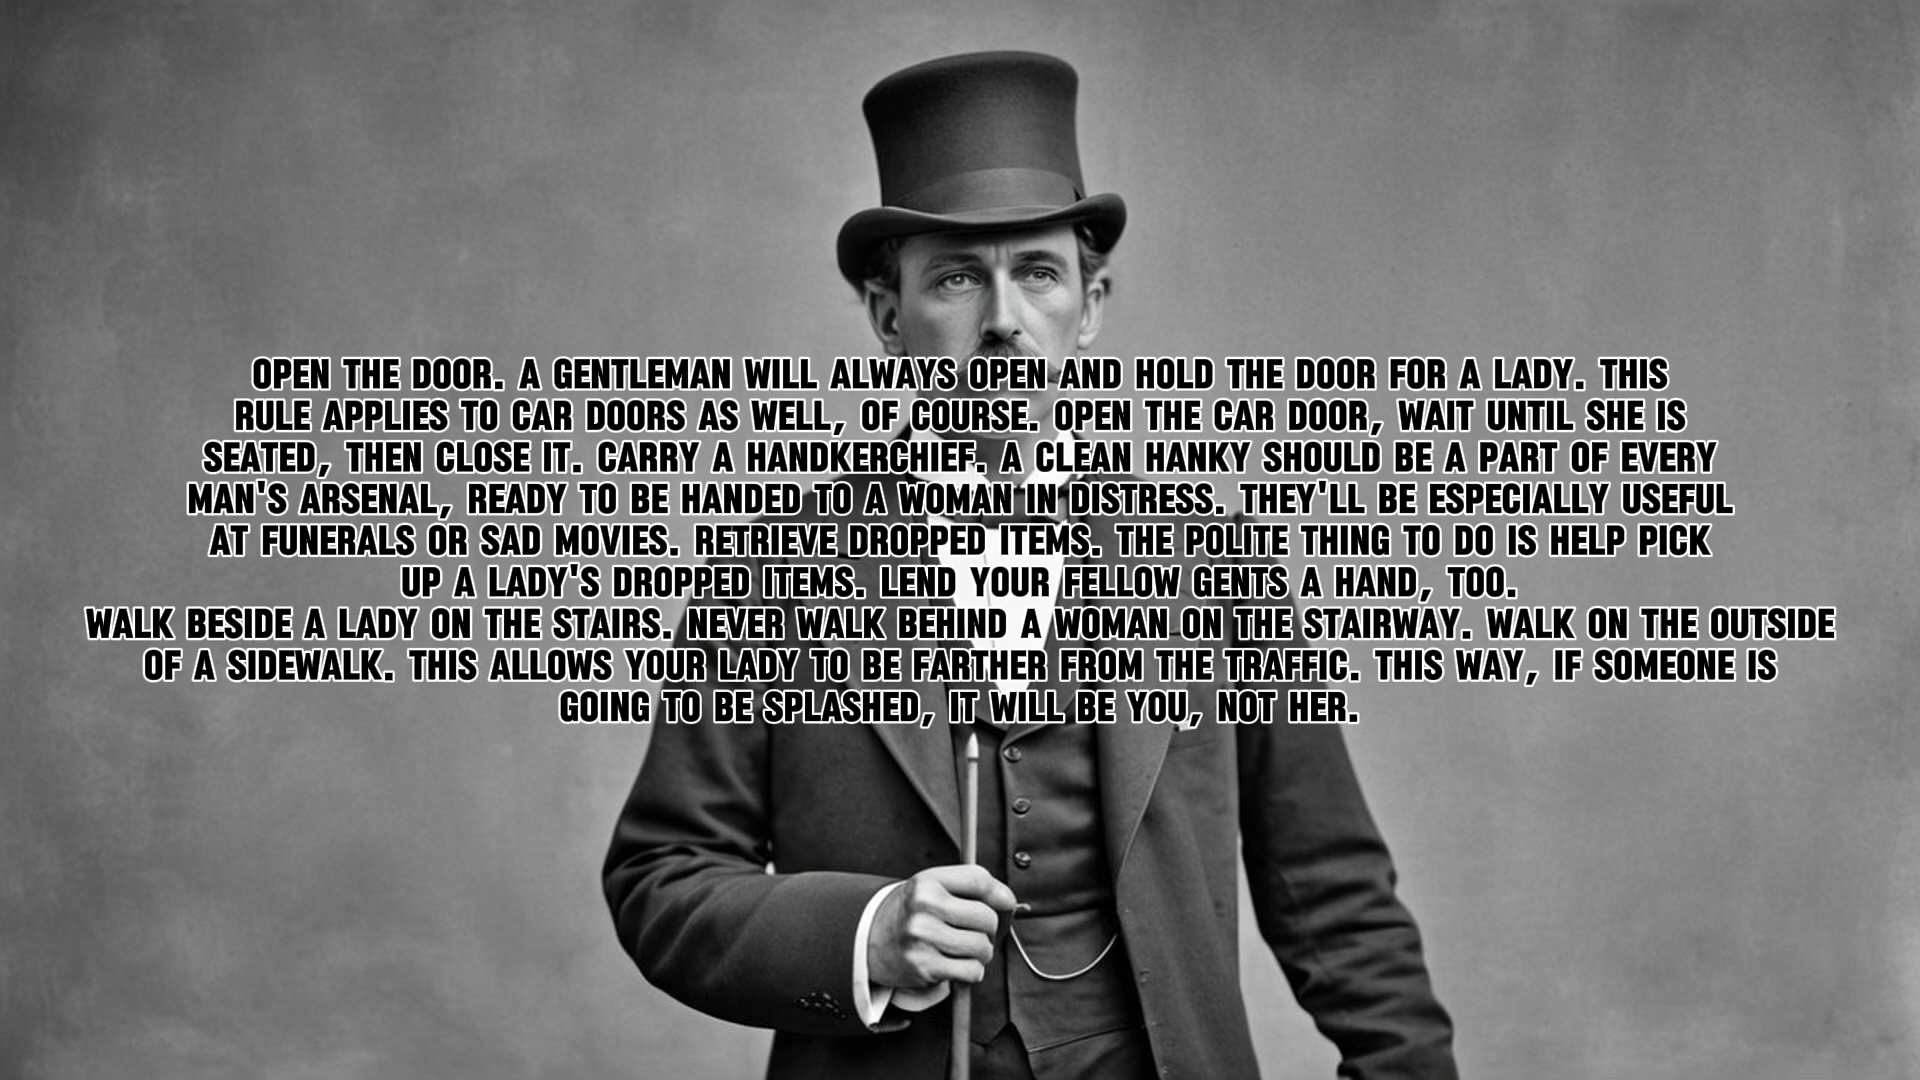 OPEN THE DOOR. A GENTLEMAN WILL ALWAYS OPEN AND HOLD THE DOOR FOR A LADY. THIS
RULE APPLIES TO CAR DOORS AS WELL, OF COURSE. OPEN THE CAR DOOR, WAIT UNTIL SHE IS
SEATED, THEN CLOSE IT. CARRY A HANDKERCHIEF. A CLEAN HANKY SHOULD BE A PART OF EVERY
MAN'S ARSENAL, READY TO BE HANDED TO A WOMAN IN DISTRESS. THEY'LL BE ESPECIALLY USEFUL
AT FUNERALS OR SAD MOVIES. RETRIEVE DROPPED ITEMS. THE POLITE THING TO DO IS HELP PICK
UP A LADY'S DROPPED ITEMS. LEND YOUR FELLOW GENTS A HAND, TOO.
WALK BESIDE A LADY ON THE STAIRS. NEVER WALK BEHIND A WOMAN ON THE STAIRWAY. WALK ON THE OUTSIDE
OF A SIDEWALK. THIS ALLOWS YOUR LADY TO BE FARTHER FROM THE TRAFFIC. THIS WAY, IF SOMEONE IS
GOING TO BE SPLASHED, IT WILL BE YOU, NOT HER.